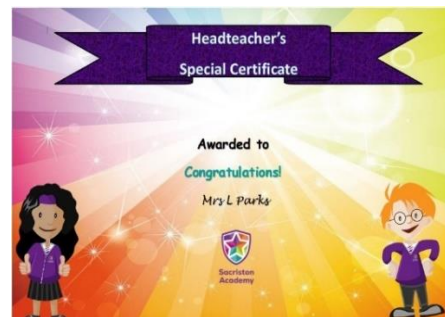 Headteacher's
Special Certificate
Awarded to
Congratulations!
Mrs L Parks
Sacriston
Academy